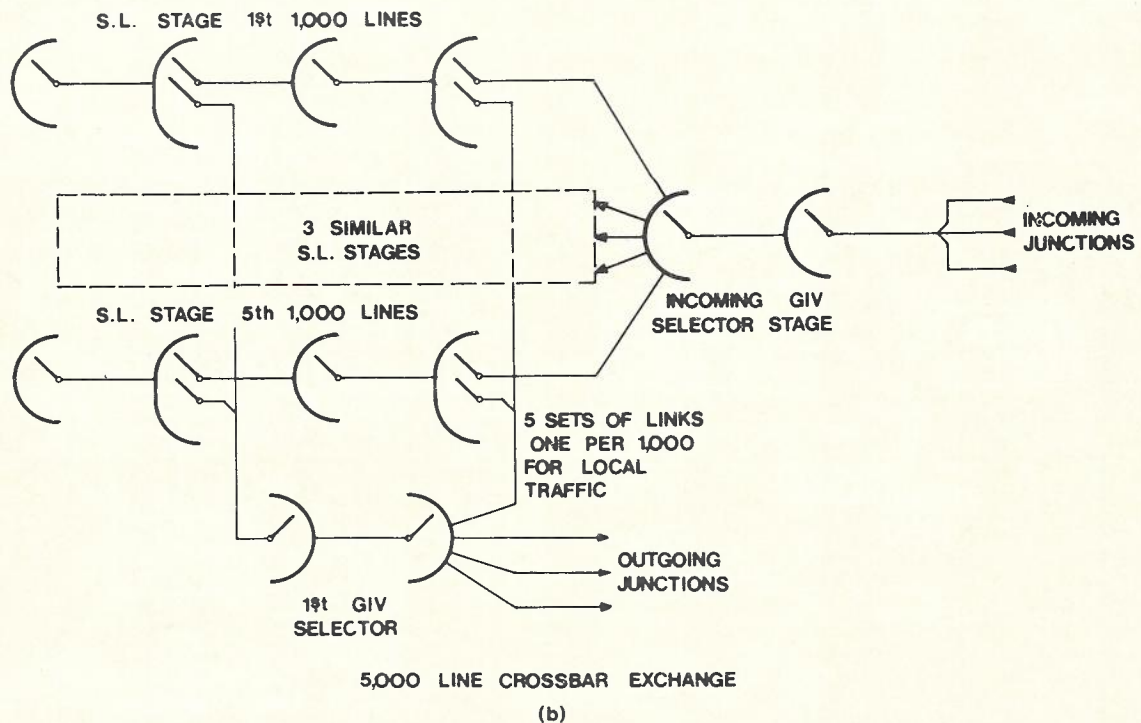 S.L. STAGE 1st 1,000 LINES
3 SIMILAR
S.L. STAGES
INCOMING
JUNCTIONS
INCOMING GIV
SELECTOR STAGE
S.L. STAGE 5th 1,000 LINES
5 SETS OF LINKS
ONE PER 1,000
FOR LOCAL
TRAFFIC
OUTGOING
JUNCTIONS
1st GIV
SELECTOR
5,000 LINE CROSSBAR EXCHANGE
(b)